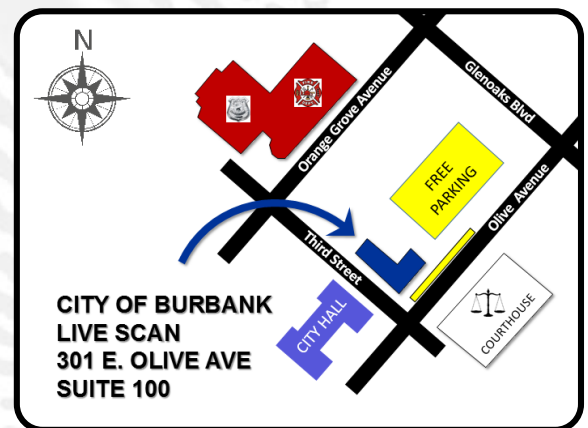 N
Orange Grove Avenue
Glenoaks Blvd
FREE
PARKING
Olive Avenue
Third Street
CITY HALL
COURTHOUSE
CITY OF BURBANK
LIVE SCAN
301 E. OLIVE AVE
SUITE 100